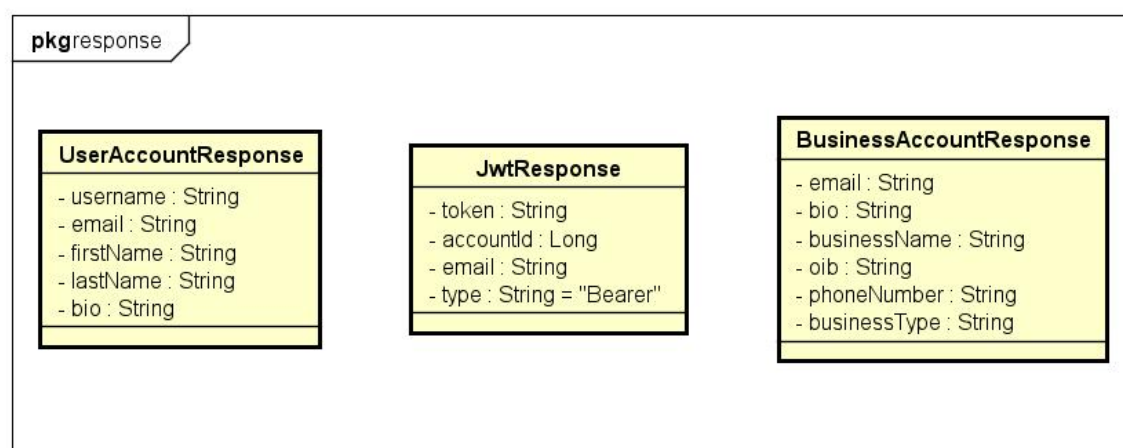 pkgresponse
UserAccountResponse
- username : String
- email : String
- firstName : String
- lastName : String
- bio : String
JwtResponse
- token : String
- accountId : Long
- email : String
- type : String = "Bearer"
BusinessAccountResponse
- email : String
- bio : String
- businessName : String
- oib : String
- phoneNumber : String
- businessType : String